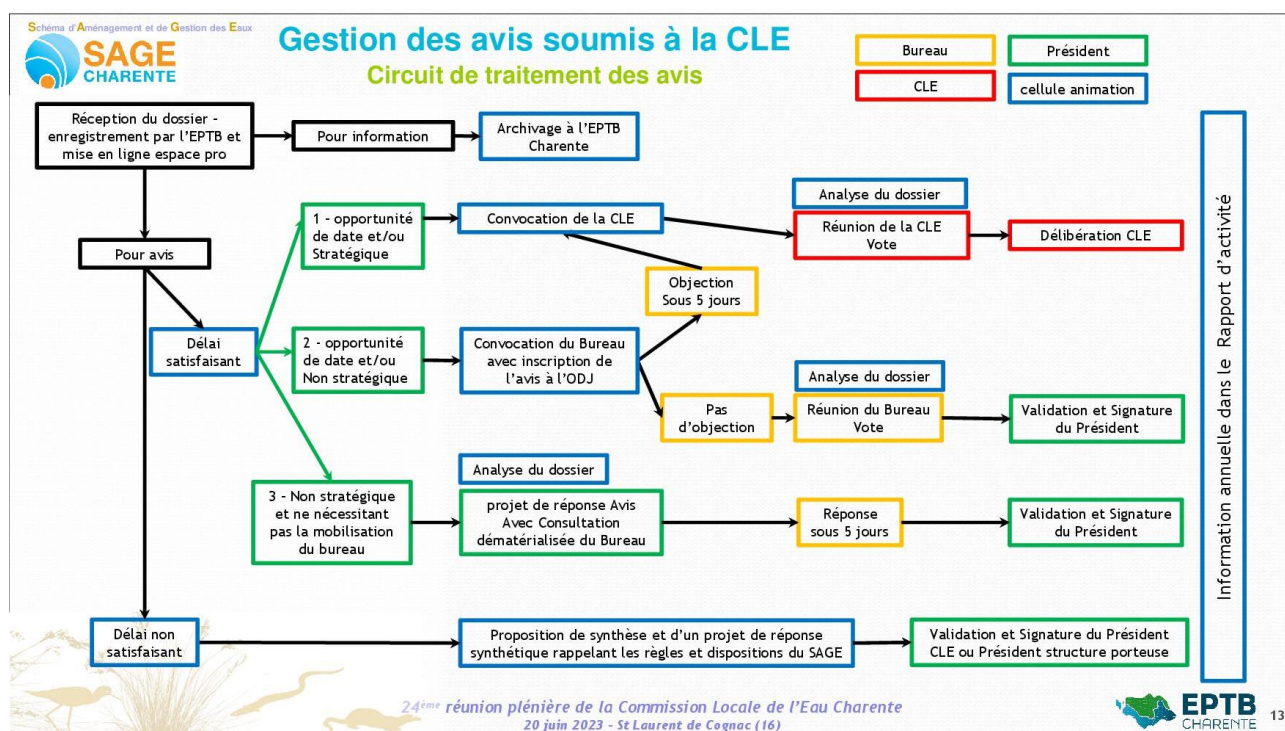 Schéma d'Aménagement et de Gestion des Eaux
SAGE
CHARENTE
Gestion des avis soumis à la CLE
Circuit de traitement des avis
Bureau
Président
CLE
cellule animation
Réception du dossier -
enregistrement par l'EPTB et
mise en ligne espace pro
Pour information
Archivage à l'EPTB
Charente
Pour avis
Délai
satisfaisant
1 - opportunité
de date et/ou
Stratégique
Convocation de la CLE
Analyse du dossier
Réunion de la CLE
Vote
Délibération CLE
Objection
Sous 5 jours
2 - opportunité
de date et/ou
Non stratégique
Convocation du Bureau
avec inscription de
l'avis à l'ODJ
Pas
d'objection
Analyse du dossier
Réunion du Bureau
Vote
Validation et Signature
du Président
3 - Non stratégique
et ne nécessitant
pas la mobilisation
du bureau
Analyse du dossier
projet de réponse Avis
Avec Consultation
dématérialisée du Bureau
Réponse
sous 5 jours
Validation et Signature
du Président
Délai non
satisfaisant
Proposition de synthèse et d'un projet de réponse
synthétique rappelant les règles et dispositions du SAGE
Validation et Signature du Président
CLE ou Président structure porteuse
Information annuelle dans le Rapport d'activité
24ème réunion plénière de la Commission Locale de l'Eau Charente
20 juin 2023 - St Laurent de Cognac (16)
EPTB
CHARENTE
13